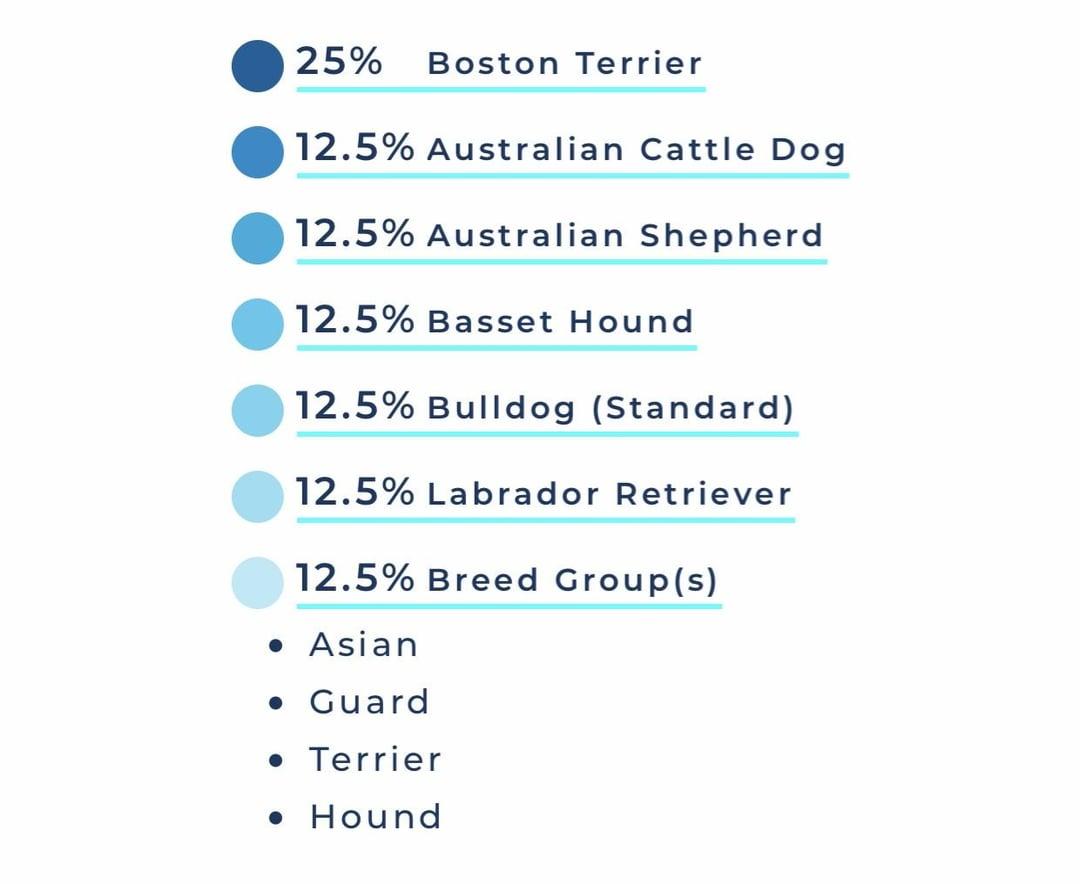 25% Boston Terrier
12.5% Australian Cattle Dog
12.5% Australian Shepherd
12.5% Basset Hound
12.5% Bulldog (Standard)
12.5% Labrador Retriever
12.5% Breed Group(s)
• Asian
• Guard
• Terrier
• Hound